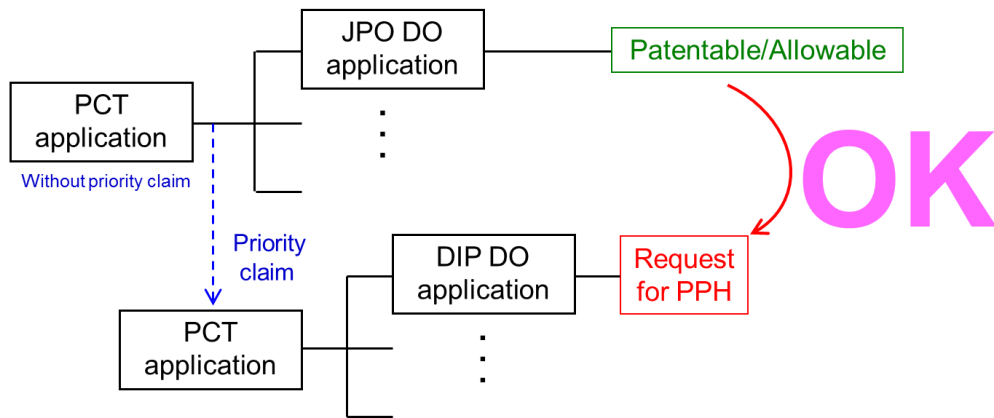 JPO DO
application
Patentable/Allowable
PCT
application
Without priority claim
OK
Priority
claim
DIP DO
application
Request
for PPH
PCT
application